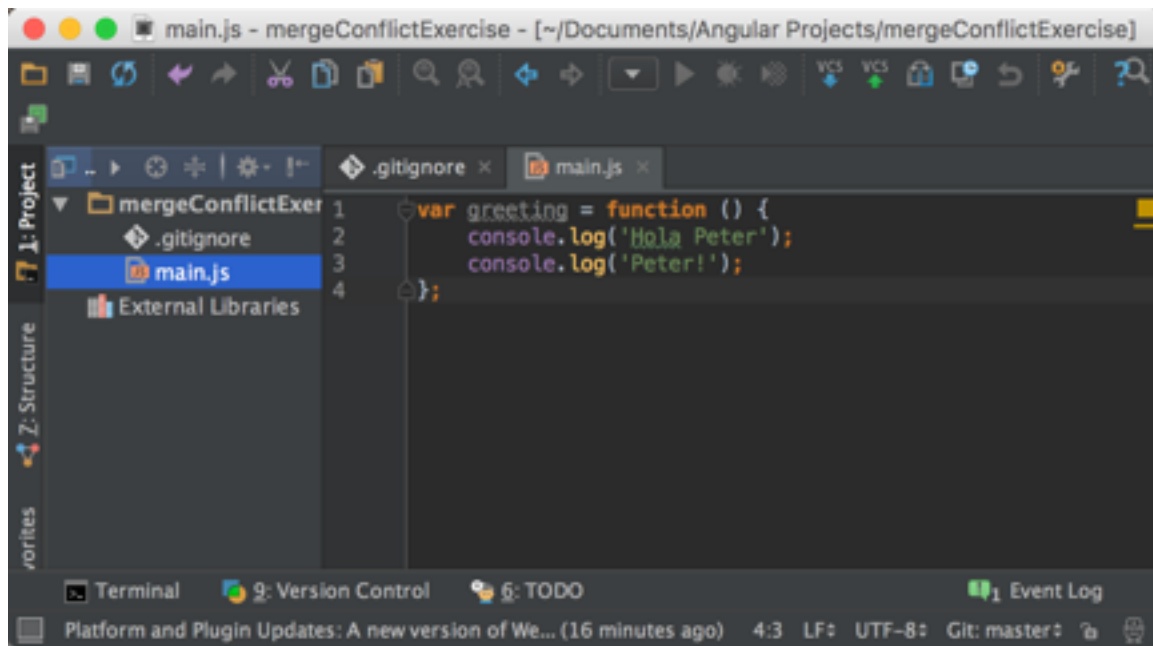 main.js - mergeConflictExercise - [~/Documents/Angular Projects/mergeConflictExercise]
VCS VCS
1: Project
..
.gitignore
main.js
mergeConflictExer
.gitignore
main.js
External Libraries
1 var greeting = function () {
2 console.log('Hola Peter');
3 console.log('Peter!');
4 };
Z: Structure
vorites
Terminal 9: Version Control 6: TODO 1 Event Log
Platform and Plugin Updates: A new version of We... (16 minutes ago) 4:3 LF UTF-8 Git: master